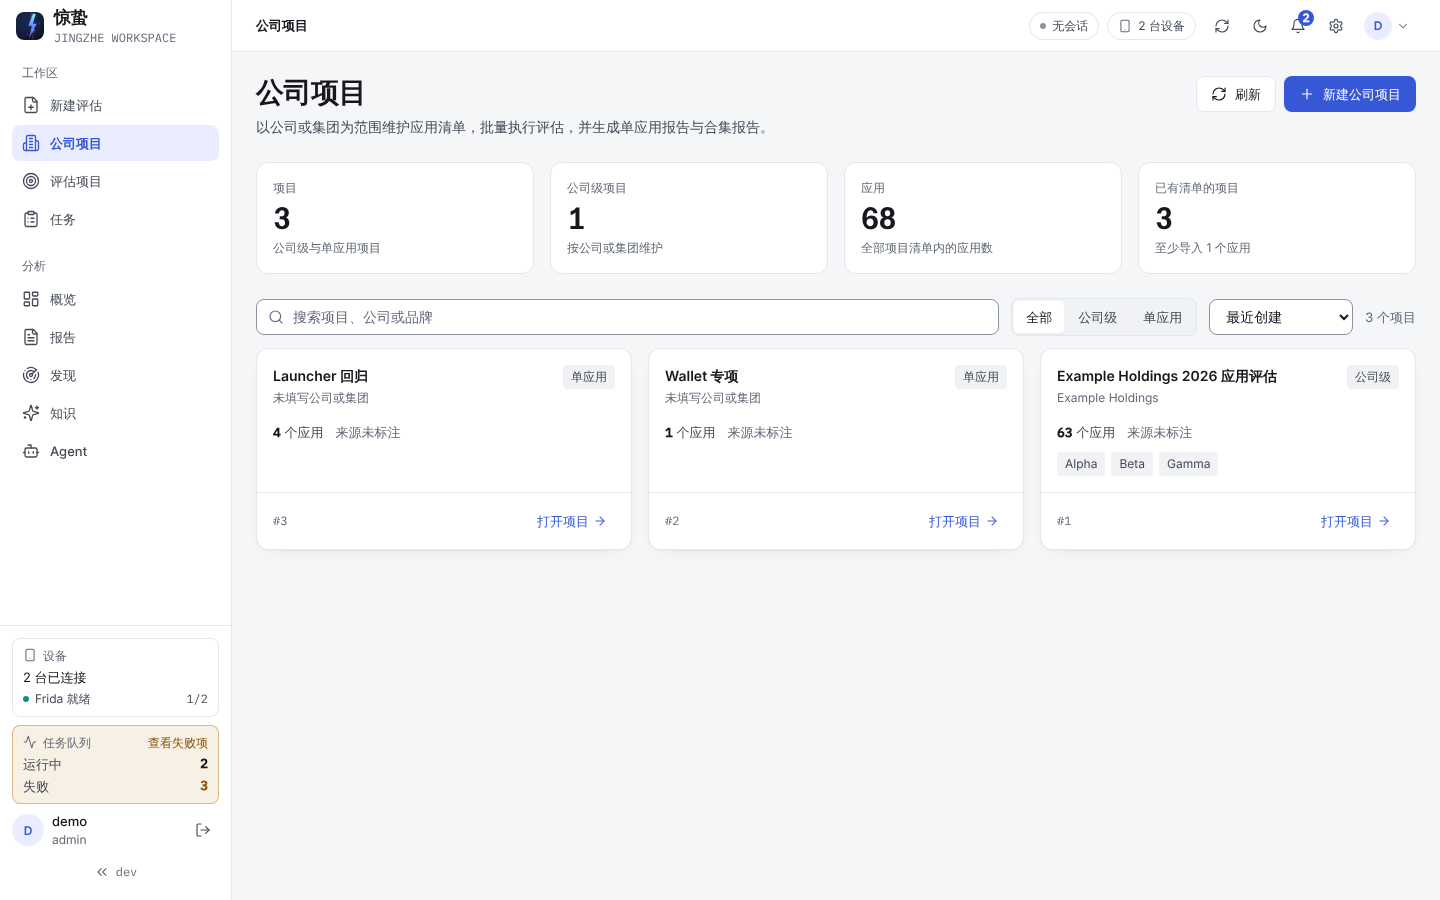 惊蛰
JINGZHE WORKSPACE
工作区
新建评估
公司项目
评估项目
任务
分析
概览
报告
发现
知识
Agent
设备
2 台已连接
Frida 就绪 1/2
任务队列 查看失败项
运行中 2
失败 3
D
demo
admin
dev
公司项目
无会话
2 台设备
2
D
公司项目
以公司或集团为范围维护应用清单，批量执行评估，并生成单应用报告与合集报告。
刷新
新建公司项目
项目
3
公司级与单应用项目
公司级项目
1
按公司或集团维护
应用
68
全部项目清单内的应用数
已有清单的项目
3
至少导入 1 个应用
搜索项目、公司或品牌
全部 公司级 单应用
最近创建
3 个项目
Launcher 回归 单应用
未填写公司或集团
4 个应用 来源未标注
#3 打开项目
Wallet 专项 单应用
未填写公司或集团
1 个应用 来源未标注
#2 打开项目
Example Holdings 2026 应用评估 公司级
Example Holdings
63 个应用 来源未标注
Alpha Beta Gamma
#1 打开项目